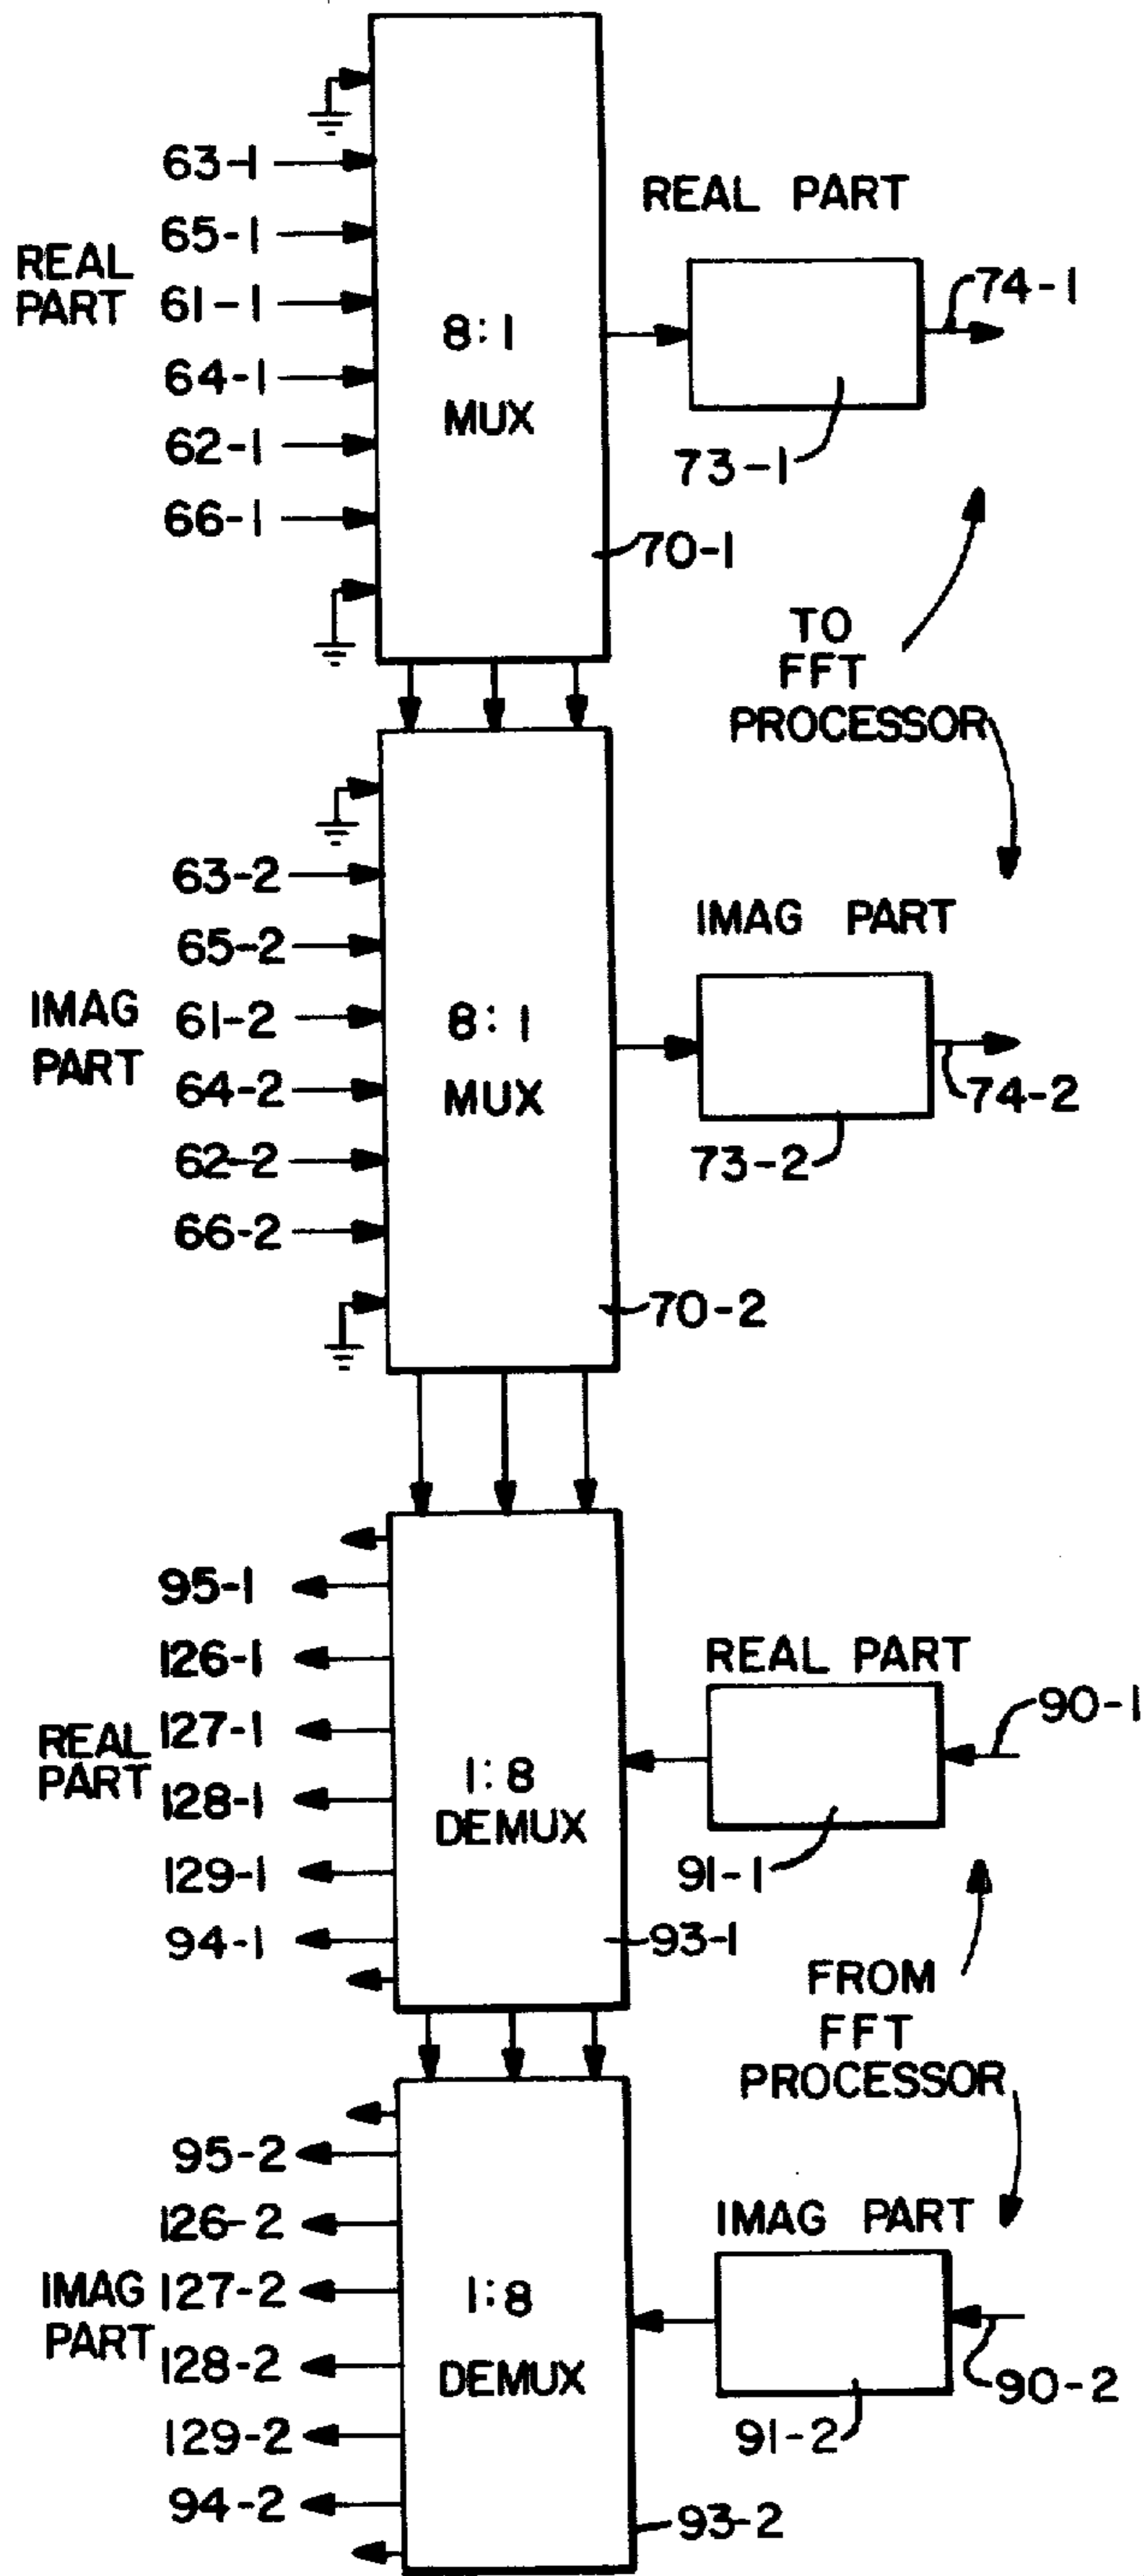 63-1
65-1
REAL
PART
61-1
64-1
62-1
66-1
8:1
MUX
70-1
REAL PART
74-1
73-1
TO
FFT
PROCESSOR
63-2
65-2
IMAG
PART
61-2
64-2
62-2
66-2
8:1
MUX
70-2
IMAG PART
74-2
73-2
95-1
126-1
REAL
PART
127-1
128-1
129-1
94-1
1:8
DEMUX
93-1
REAL PART
90-1
91-1
FROM
FFT
PROCESSOR
95-2
126-2
IMAG
PART
127-2
128-2
129-2
94-2
1:8
DEMUX
93-2
IMAG PART
90-2
91-2